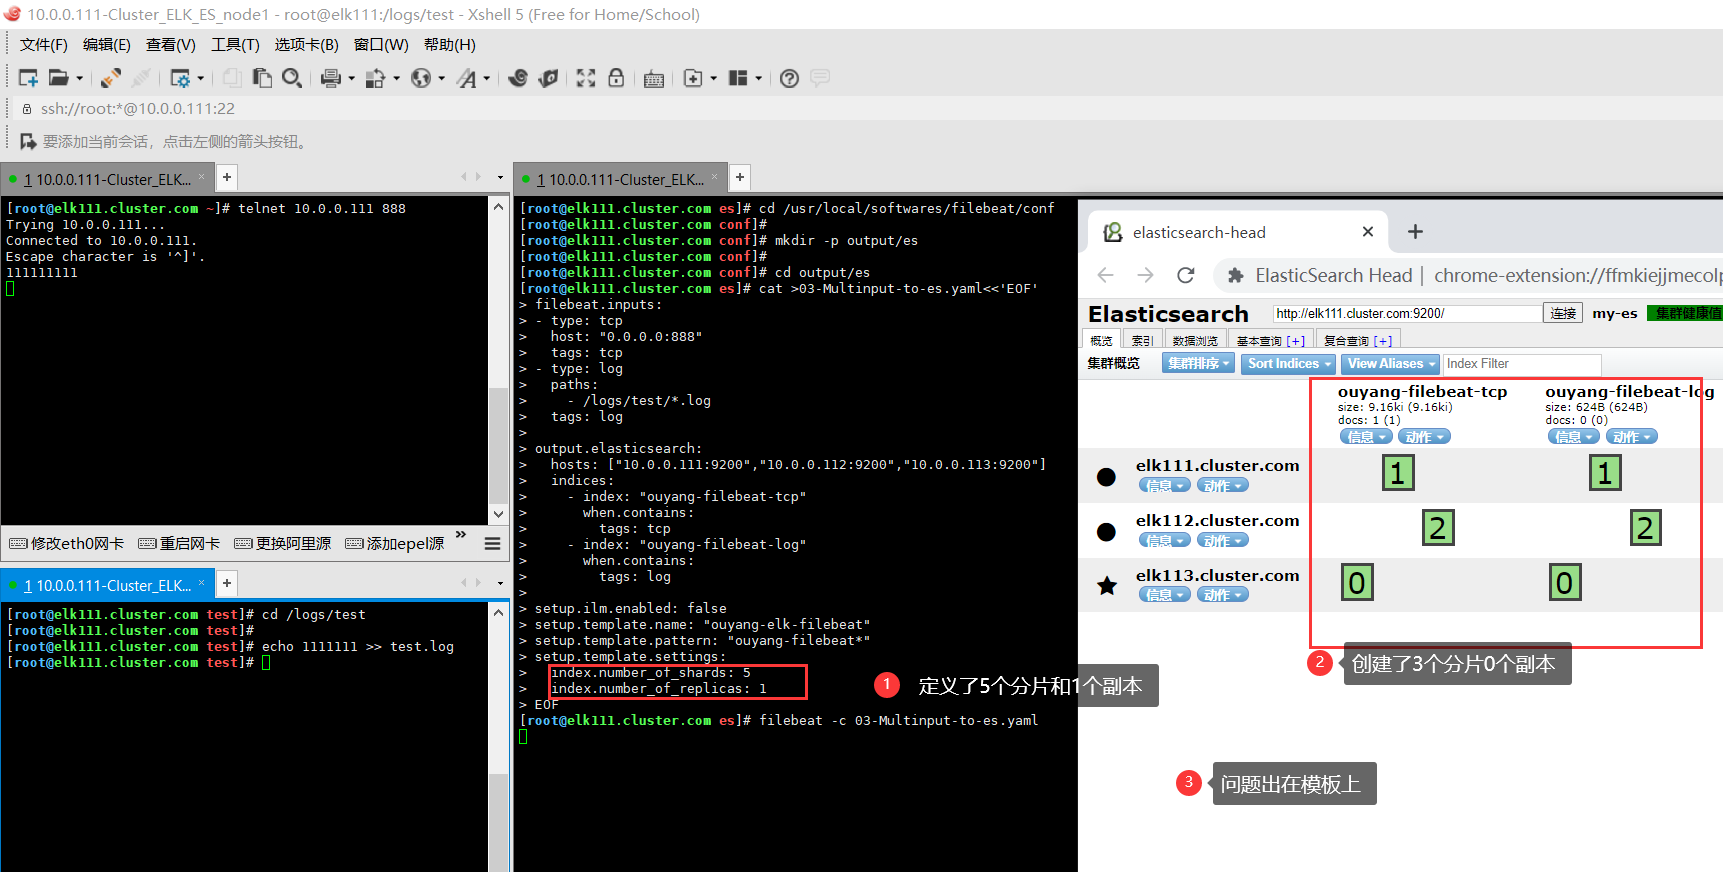 10.0.0.111-Cluster_ELK_ES_node1 - root@elk111:/logs/test - Xshell 5 (Free for Home/School)
文件(F) 编辑(E) 查看(V) 工具(T) 选项卡(B) 窗口(W) 帮助(H)
ssh://root:*@10.0.0.111:22
要添加当前会话，点击左侧的箭头按钮。
1 10.0.0.111-Cluster_ELK...
[root@elk111.cluster.com ~]# telnet 10.0.0.111 888
Trying 10.0.0.111...
Connected to 10.0.0.111.
Escape character is '^]'.
111111111
修改eth0网卡 重启网卡 更换阿里源 添加epel源 »
1 10.0.0.111-Cluster_ELK...
[root@elk111.cluster.com test]# cd /logs/test
[root@elk111.cluster.com test]#
[root@elk111.cluster.com test]# echo 1111111 >> test.log
[root@elk111.cluster.com test]#
1 10.0.0.111-Cluster_ELK...
[root@elk111.cluster.com es]# cd /usr/local/softwares/filebeat/conf
[root@elk111.cluster.com conf]#
[root@elk111.cluster.com conf]# mkdir -p output/es
[root@elk111.cluster.com conf]#
[root@elk111.cluster.com conf]# cd output/es
[root@elk111.cluster.com es]# cat >03-Multinput-to-es.yaml<<'EOF'
> filebeat.inputs:
> - type: tcp
>   host: "0.0.0.0:888"
>   tags: tcp
> - type: log
>   paths:
>     - /logs/test/*.log
>   tags: log
>
> output.elasticsearch:
>   hosts: ["10.0.0.111:9200","10.0.0.112:9200","10.0.0.113:9200"]
>   indices:
>     - index: "ouyang-filebeat-tcp"
>       when.contains:
>         tags: tcp
>     - index: "ouyang-filebeat-log"
>       when.contains:
>         tags: log
>
> setup.ilm.enabled: false
> setup.template.name: "ouyang-elk-filebeat"
> setup.template.pattern: "ouyang-filebeat*"
> setup.template.settings:
>   index.number_of_shards: 5
>   index.number_of_replicas: 1
> EOF
[root@elk111.cluster.com es]# filebeat -c 03-Multinput-to-es.yaml
1 定义了5个分片和1个副本
elasticsearch-head
ElasticSearch Head | chrome-extension://ffmkiejjmecolp
Elasticsearch http://elk111.cluster.com:9200/ 连接 my-es 集群健康值
概览 索引 数据浏览 基本查询 [+] 复合查询 [+]
集群概览 集群排序 Sort Indices View Aliases Index Filter
ouyang-filebeat-tcp ouyang-filebeat-log
size: 9.16ki (9.16ki) size: 624B (624B)
docs: 1 (1) docs: 0 (0)
信息 动作 信息 动作
elk111.cluster.com 1 1
信息 动作
elk112.cluster.com 2 2
信息 动作
elk113.cluster.com 0 0
信息 动作
2 创建了3个分片0个副本
3 问题出在模板上